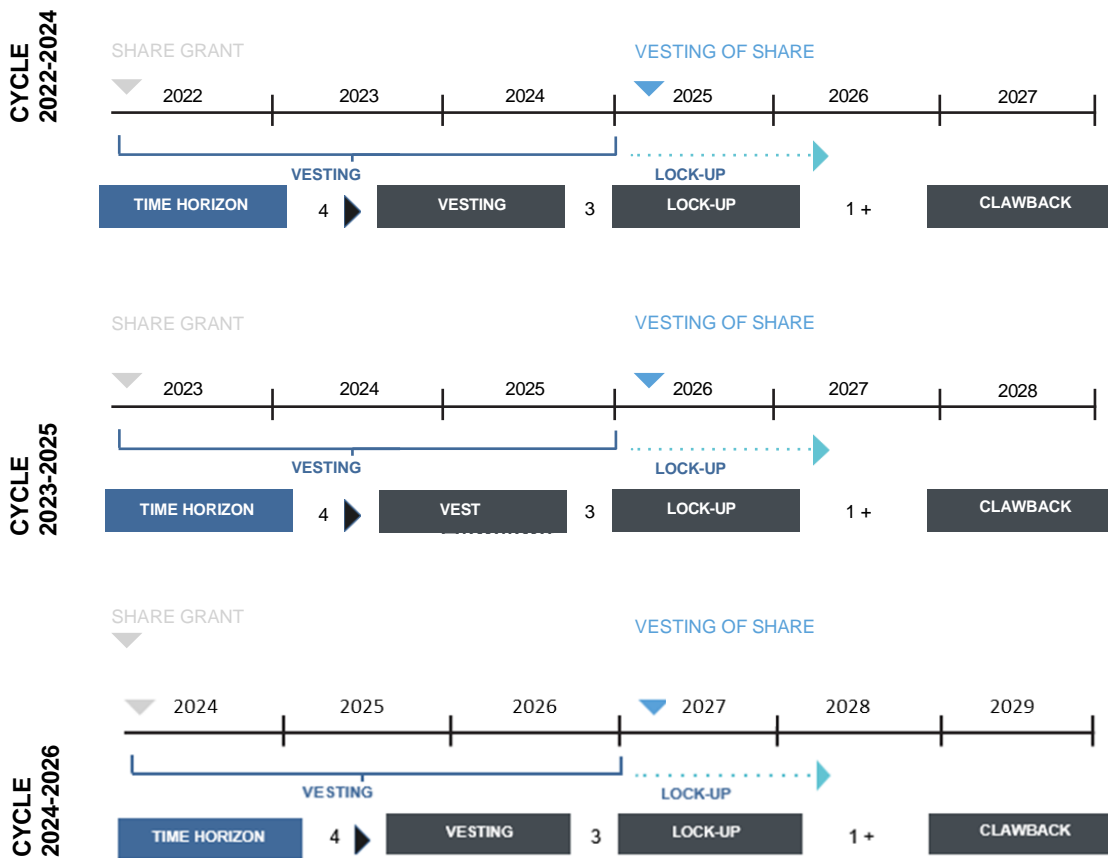 CYCLE
2022-2024
SHARE GRANT
VESTING OF SHARE
2022 2023 2024 2025 2026 2027
VESTING LOCK-UP
TIME HORIZON 4 VESTING 3 LOCK-UP 1 + CLAWBACK
CYCLE
2023-2025
SHARE GRANT
VESTING OF SHARE
2023 2024 2025 2026 2027 2028
VESTING LOCK-UP
TIME HORIZON 4 VEST 3 LOCK-UP 1 + CLAWBACK
CYCLE
2024-2026
SHARE GRANT
VESTING OF SHARE
2024 2025 2026 2027 2028 2029
VESTING LOCK-UP
TIME HORIZON 4 VESTING 3 LOCK-UP 1 + CLAWBACK